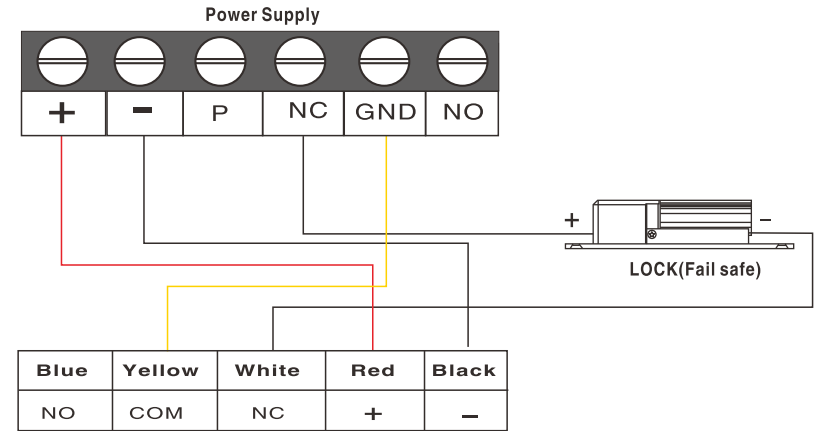 Power Supply
+ - P NC GND NO
+ -
LOCK(Fail safe)
Blue Yellow White Red Black
NO COM NC + -